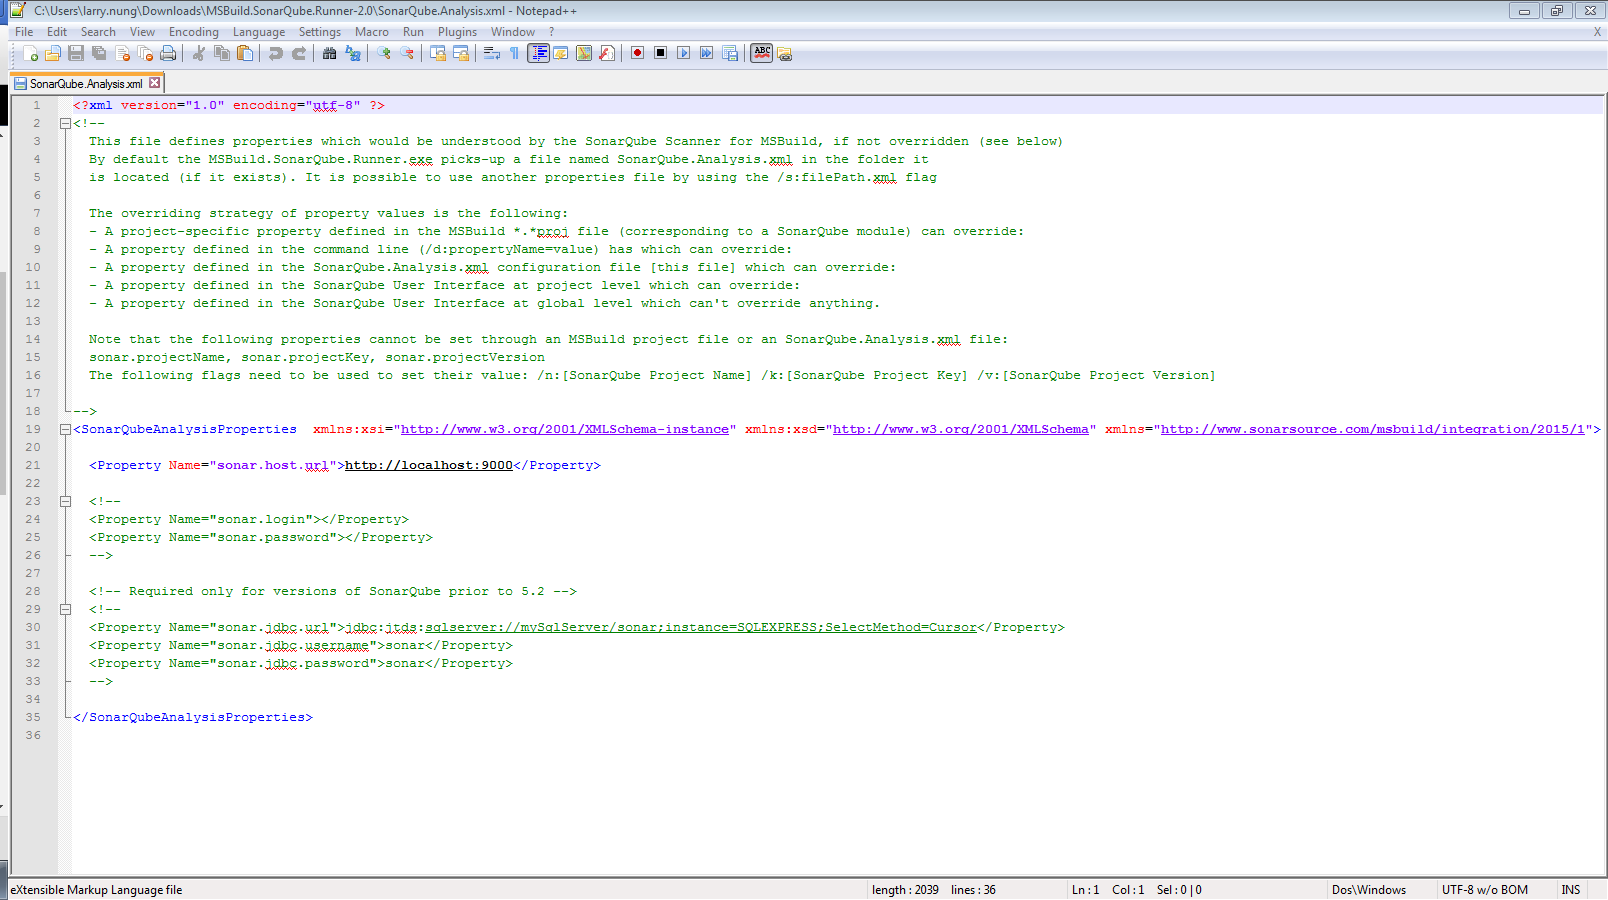 C:\Users\larry.nung\Downloads\MSBuild.SonarQube.Runner-2.0\SonarQube.Analysis.xml - Notepad++
File Edit Search View Encoding Language Settings Macro Run Plugins Window ? X
SonarQube.Analysis.xml
1 <?xml version="1.0" encoding="utf-8" ?>
2 <!--
3 This file defines properties which would be understood by the SonarQube Scanner for MSBuild, if not overridden (see below)
4 By default the MSBuild.SonarQube.Runner.exe picks-up a file named SonarQube.Analysis.xml in the folder it
5 is located (if it exists). It is possible to use another properties file by using the /s:filePath.xml flag
6
7 The overriding strategy of property values is the following:
8 - A project-specific property defined in the MSBuild *.*proj file (corresponding to a SonarQube module) can override:
9 - A property defined in the command line (/d:propertyName=value) has which can override:
10 - A property defined in the SonarQube.Analysis.xml configuration file [this file] which can override:
11 - A property defined in the SonarQube User Interface at project level which can override:
12 - A property defined in the SonarQube User Interface at global level which can't override anything.
13
14 Note that the following properties cannot be set through an MSBuild project file or an SonarQube.Analysis.xml file:
15 sonar.projectName, sonar.projectKey, sonar.projectVersion
16 The following flags need to be used to set their value: /n:[SonarQube Project Name] /k:[SonarQube Project Key] /v:[SonarQube Project Version]
17
18 -->
19 <SonarQubeAnalysisProperties  xmlns:xsi="http://www.w3.org/2001/XMLSchema-instance" xmlns:xsd="http://www.w3.org/2001/XMLSchema" xmlns="http://www.sonarsource.com/msbuild/integration/2015/1">
20
21 <Property Name="sonar.host.url">http://localhost:9000</Property>
22
23 <!--
24 <Property Name="sonar.login"></Property>
25 <Property Name="sonar.password"></Property>
26 -->
27
28 <!-- Required only for versions of SonarQube prior to 5.2 -->
29 <!--
30 <Property Name="sonar.jdbc.url">jdbc:jtds:sqlserver://mySqlServer/sonar;instance=SQLEXPRESS;SelectMethod=Cursor</Property>
31 <Property Name="sonar.jdbc.username">sonar</Property>
32 <Property Name="sonar.jdbc.password">sonar</Property>
33 -->
34
35 </SonarQubeAnalysisProperties>
36
eXtensible Markup Language file length : 2039 lines : 36 Ln : 1 Col : 1 Sel : 0 | 0 Dos\Windows UTF-8 w/o BOM INS